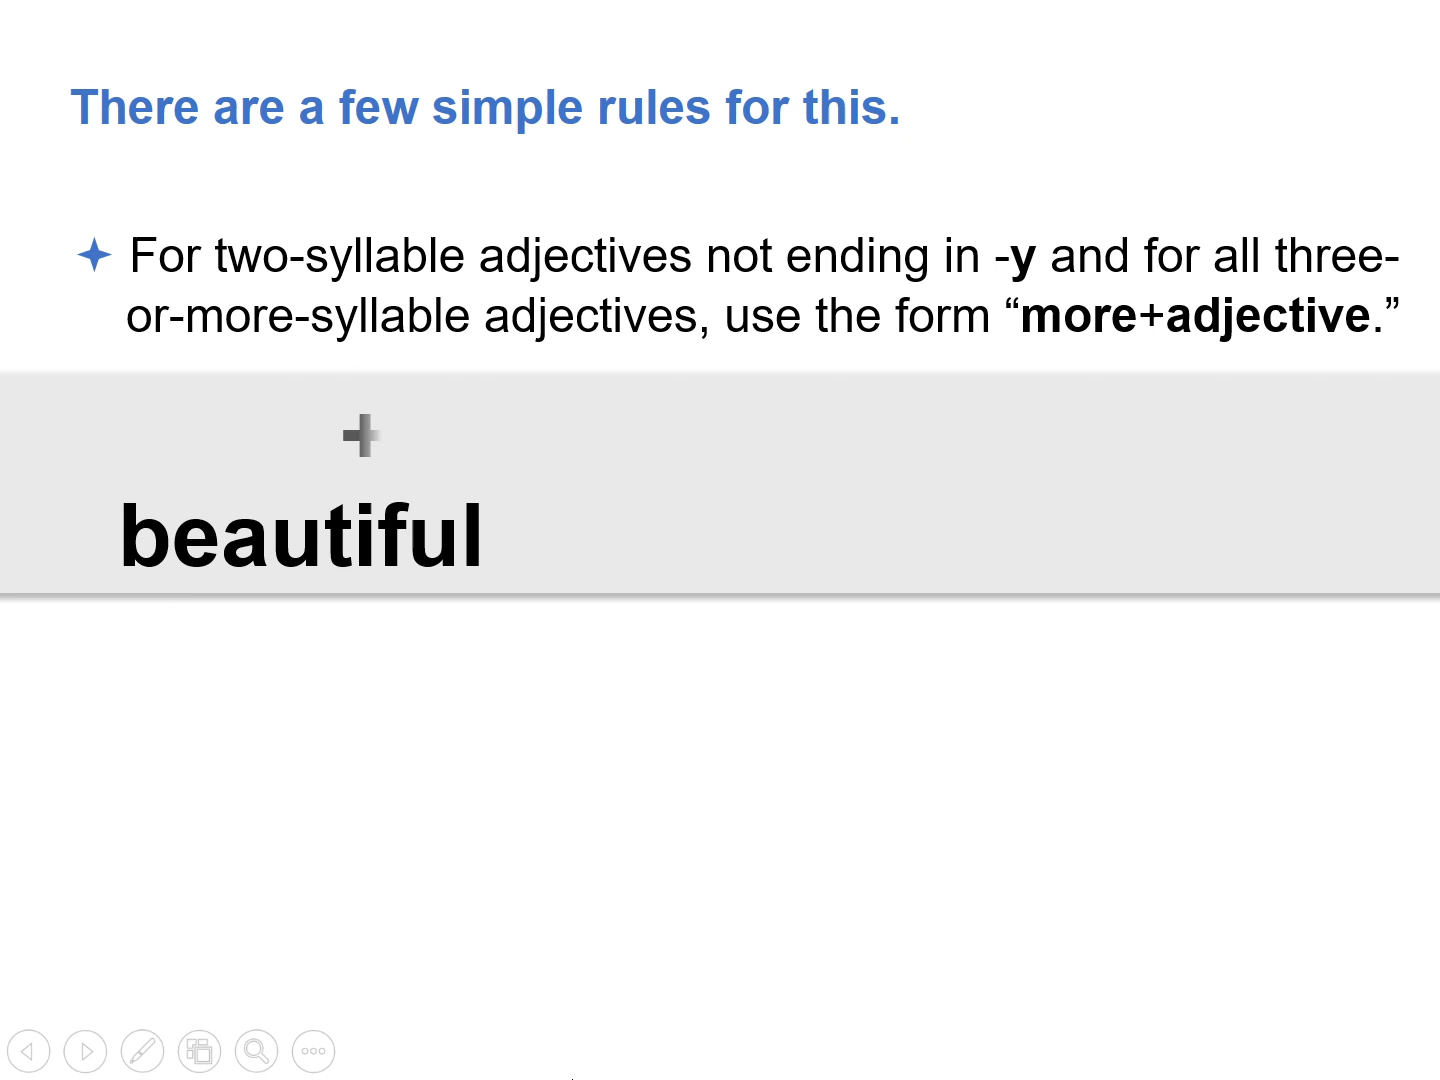 There are a few simple rules for this.
For two-syllable adjectives not ending in -y and for all three-
or-more-syllable adjectives, use the form “more+adjective.”
+
beautiful